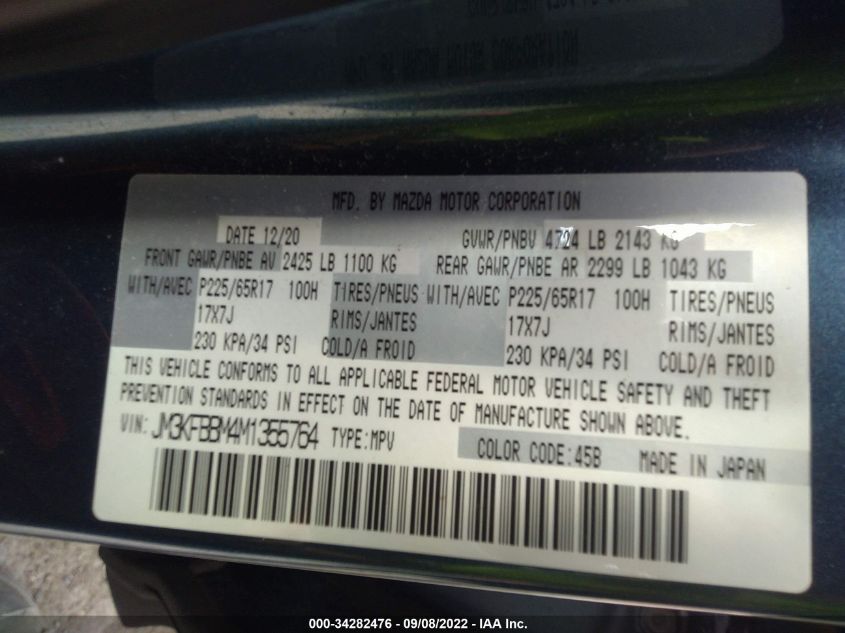 MFD. BY MAZDA MOTOR CORPORATION
DATE 12/20 GVWR/PNBV 4724 LB 2143 KG
FRONT GAWR/PNBE AV 2425 LB 1100 KG REAR GAWR/PNBE AR 2299 LB 1043 KG
WITH/AVEC P225/65R17 100H TIRES/PNEUS WITH/AVEC P225/65R17 100H TIRES/PNEUS
17X7J RIMS/JANTES 17X7J RIMS/JANTES
230 KPA/34 PSI COLD/A FROID 230 KPA/34 PSI COLD/A FROID
THIS VEHICLE CONFORMS TO ALL APPLICABLE FEDERAL MOTOR VEHICLE SAFETY AND THEFT
PREVENTION STANDARDS IN EFFECT ON THE DATE OF MANUFACTURE SHOWN ABOVE.
VIN: JM3KFBBM4M1355764 TYPE:MPV COLOR CODE:45B MADE IN JAPAN
000-34282476 - 09/08/2022 - IAA Inc.